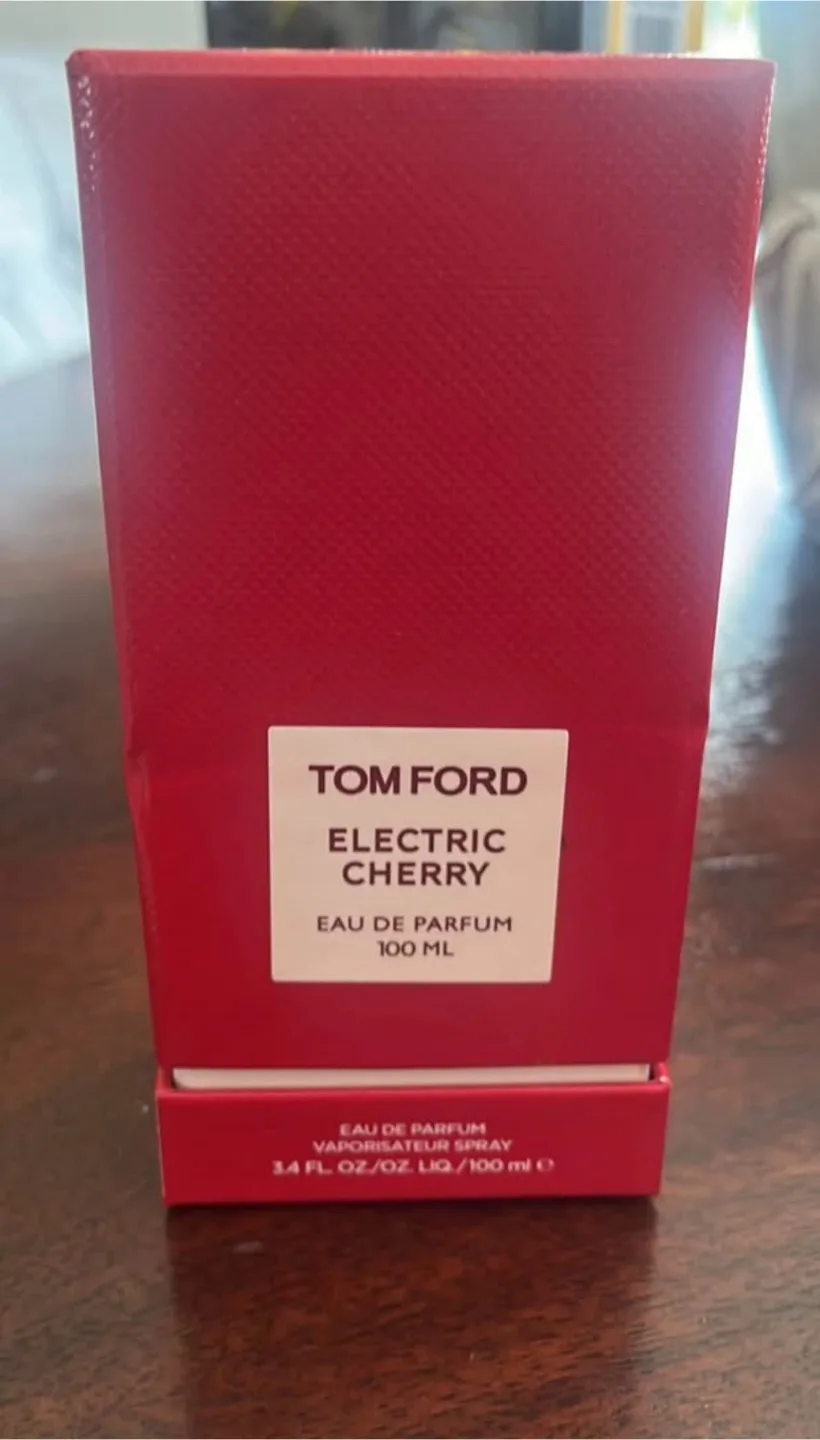 TOM FORD
ELECTRIC
CHERRY
EAU DE PARFUM
100 ML
EAU DE PARFUM
VAPORISATEUR SPRAY
3.4 FL. OZ./OZ. LIQ./100 ml ℮